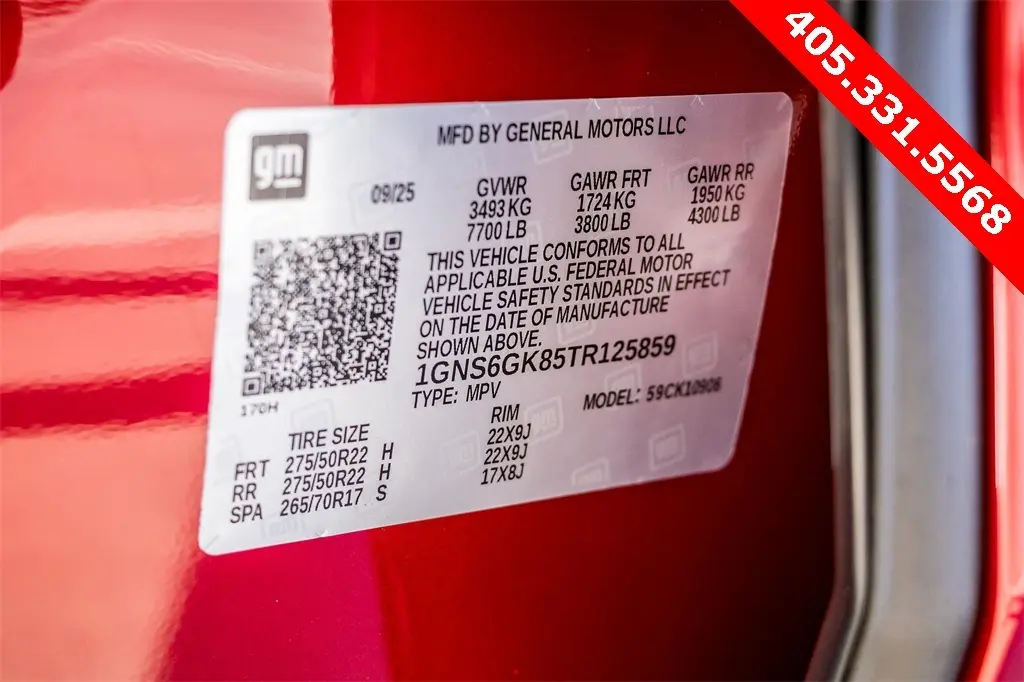 405.331.5568
gm
MFD BY GENERAL MOTORS LLC
09/25
GVWR
3493 KG
7700 LB
GAWR FRT
1724 KG
3800 LB
GAWR RR
1950 KG
4300 LB
THIS VEHICLE CONFORMS TO ALL
APPLICABLE U.S. FEDERAL MOTOR
VEHICLE SAFETY STANDARDS IN EFFECT
ON THE DATE OF MANUFACTURE
SHOWN ABOVE.
1GNS6GK85TR125859
TYPE: MPV
MODEL: 59CK10906
170H
TIRE SIZE RIM
FRT 275/50R22 H 22X9J
RR 275/50R22 H 22X9J
SPA 265/70R17 S 17X8J